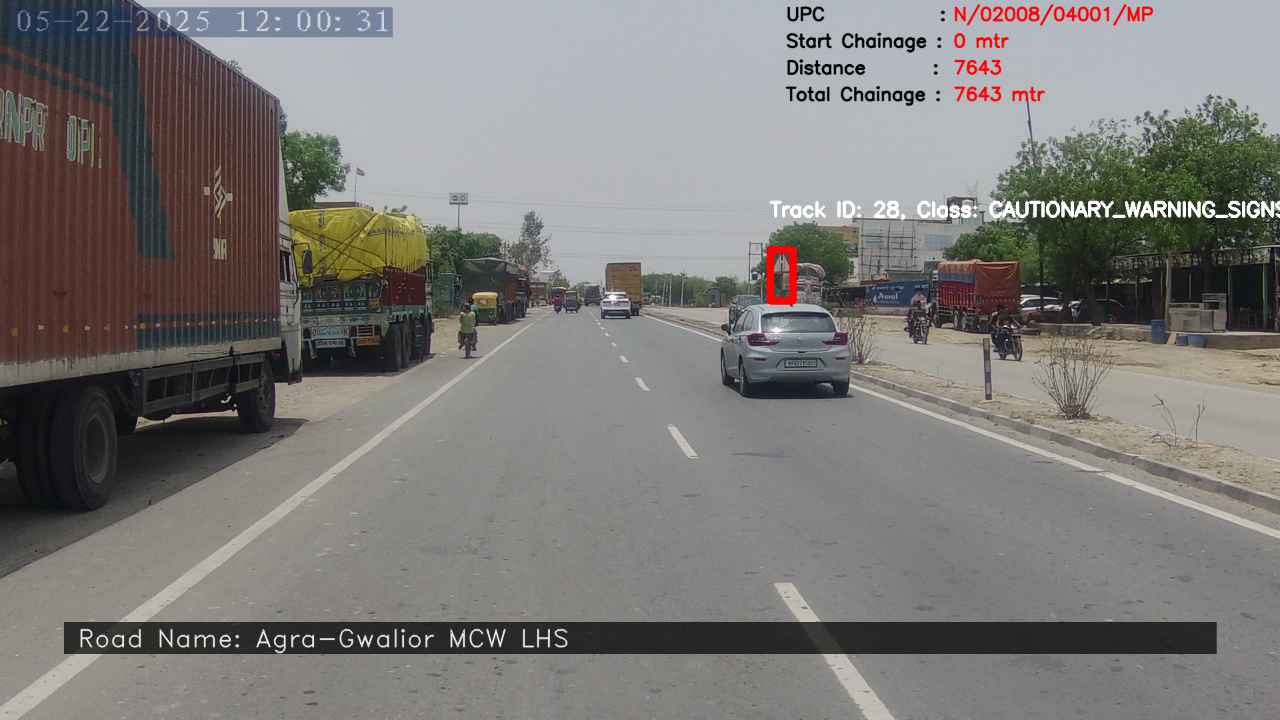 05-22-2025 12:00:31
UPC : N/02008/04001/MP
Start Chainage : 0 mtr
Distance : 7643
Total Chainage : 7643 mtr
Track ID: 28, Class: CAUTIONARY_WARNING_SIGNS
Road Name: Agra-Gwalior MCW LHS